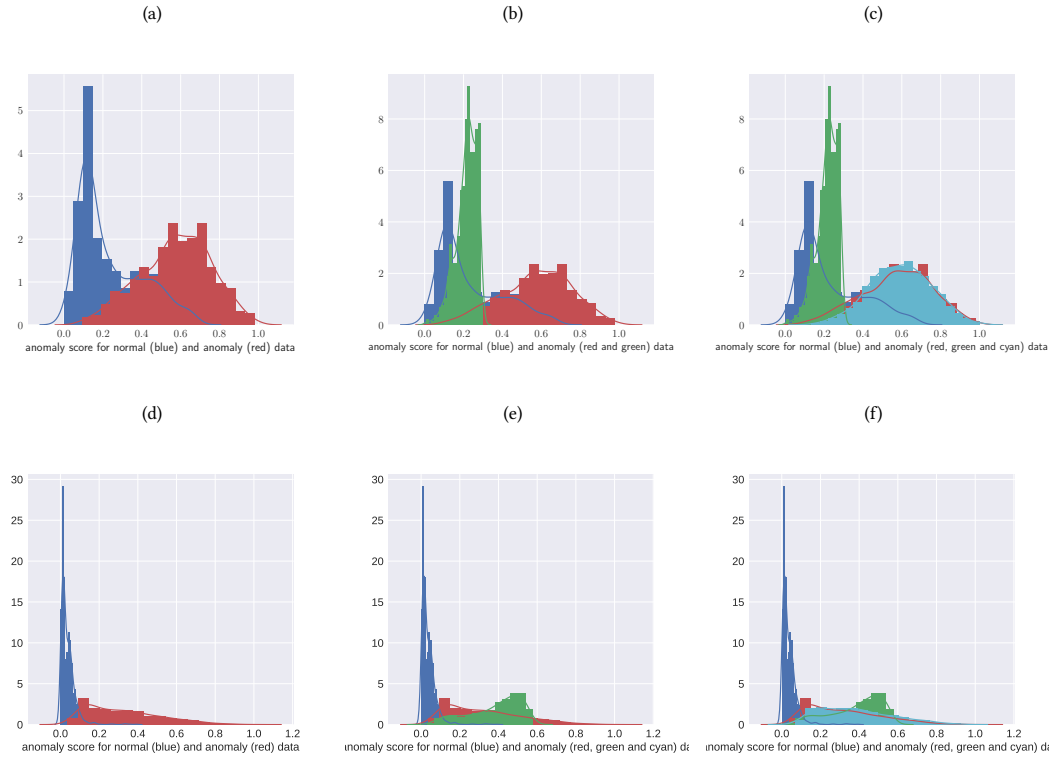 (a) (b) (c)
5
4
3
2
1
0
0.0 0.2 0.4 0.6 0.8 1.0
anomaly score for normal (blue) and anomaly (red) data
8
6
4
2
0
0.0 0.2 0.4 0.6 0.8 1.0
anomaly score for normal (blue) and anomaly (red and green) data
8
6
4
2
0
0.0 0.2 0.4 0.6 0.8 1.0
anomaly score for normal (blue) and anomaly (red, green and cyan) data
(d) (e) (f)
30
25
20
15
10
5
0
0.0 0.2 0.4 0.6 0.8 1.0 1.2
anomaly score for normal (blue) and anomaly (red) data
30
25
20
15
10
5
0
0.0 0.2 0.4 0.6 0.8 1.0 1.2
nomaly score for normal (blue) and anomaly (red, green and cyan) da
30
25
20
15
10
5
0
0.0 0.2 0.4 0.6 0.8 1.0 1.2
nomaly score for normal (blue) and anomaly (red, green and cyan) da